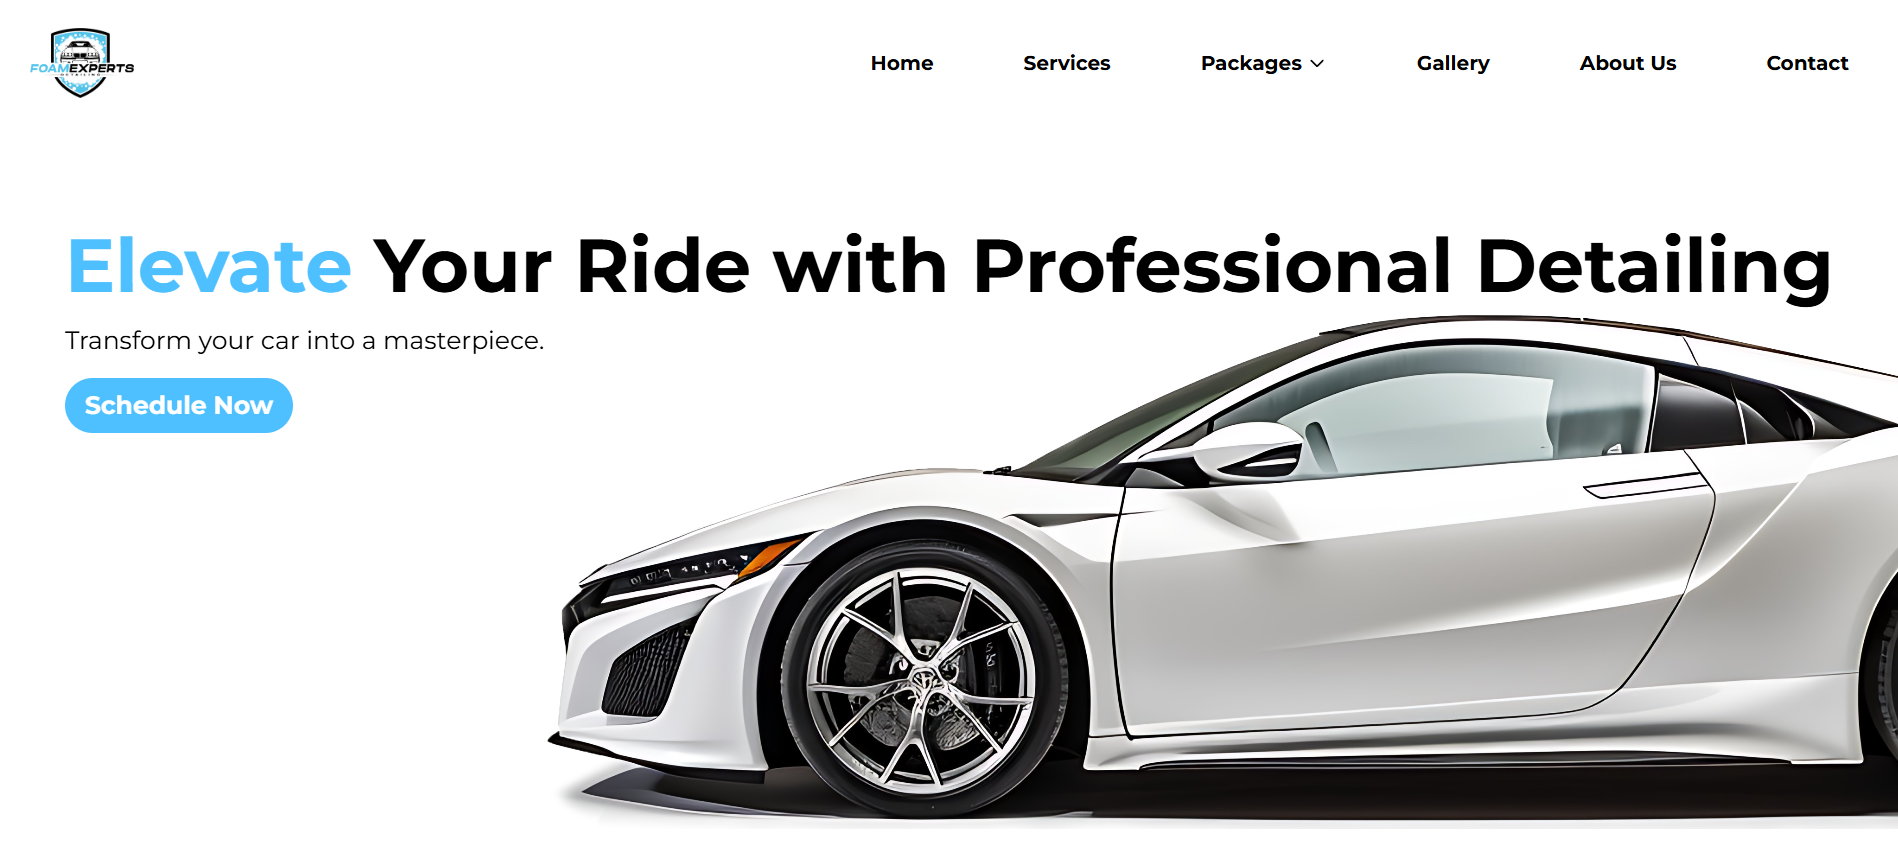 FOAMEXPERTS
DETAILING
Home Services Packages Gallery About Us Contact
Elevate Your Ride with Professional Detailing
Transform your car into a masterpiece.
Schedule Now